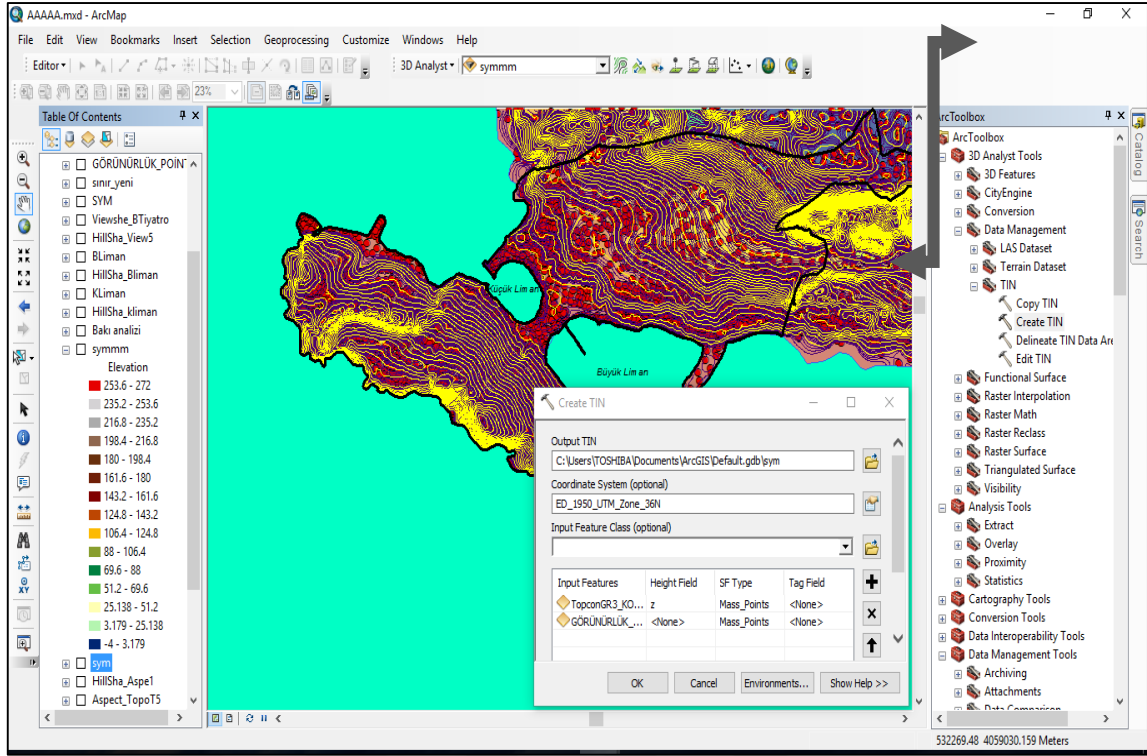 AAAAA.mxd - ArcMap
File Edit View Bookmarks Insert Selection Geoprocessing Customize Windows Help
Editor 3D Analyst symmm
23%
Table Of Contents
GÖRÜNÜRLÜK_POİNT
sınır_yeni
SYM
Viewshe_BTiyatro
HillSha_View5
BLiman
HillSha_Bliman
KLiman
HillSha_kliman
Bakı analizi
symmm
Elevation
253.6 - 272
235.2 - 253.6
216.8 - 235.2
198.4 - 216.8
180 - 198.4
161.6 - 180
143.2 - 161.6
124.8 - 143.2
106.4 - 124.8
88 - 106.4
69.6 - 88
51.2 - 69.6
25.138 - 51.2
3.179 - 25.138
-4 - 3.179
sym
HillSha_Aspe1
Aspect_TopoT5
XY
Küçük Lim an
Büyük Lim an
Create TIN
Output TIN
C:\Users\TOSHIBA\Documents\ArcGIS\Default.gdb\sym
Coordinate System (optional)
ED_1950_UTM_Zone_36N
Input Feature Class (optional)
Input Features Height Field SF Type Tag Field
TopconGR3_KO... z Mass_Points <None>
GÖRÜNÜRLÜK_... <None> Mass_Points <None>
OK Cancel Environments... Show Help >>
ArcToolbox
ArcToolbox
3D Analyst Tools
3D Features
CityEngine
Conversion
Data Management
LAS Dataset
Terrain Dataset
TIN
Copy TIN
Create TIN
Delineate TIN Data Are
Edit TIN
Functional Surface
Raster Interpolation
Raster Math
Raster Reclass
Raster Surface
Triangulated Surface
Visibility
Analysis Tools
Extract
Overlay
Proximity
Statistics
Cartography Tools
Conversion Tools
Data Interoperability Tools
Data Management Tools
Archiving
Attachments
Data Comparison
Catalog
Search
532269.48 4059030.159 Meters